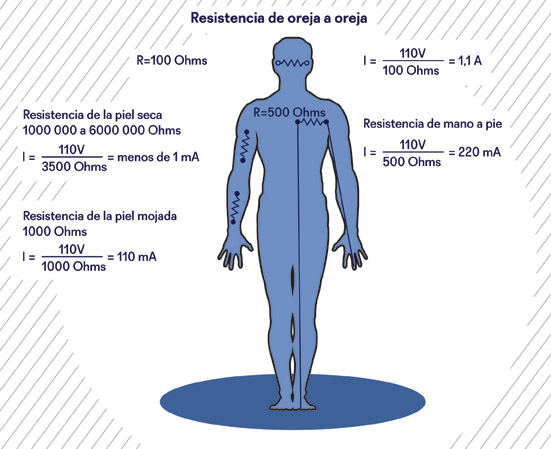 Resistencia de oreja a oreja
R=100 Ohms
I = 110V / 100 Ohms = 1,1 A
Resistencia de la piel seca
1000 000 a 6000 000 Ohms
I = 110V / 3500 Ohms = menos de 1 mA
R=500 Ohms
Resistencia de mano a pie
I = 110V / 500 Ohms = 220 mA
Resistencia de la piel mojada
1000 Ohms
I = 110V / 1000 Ohms = 110 mA